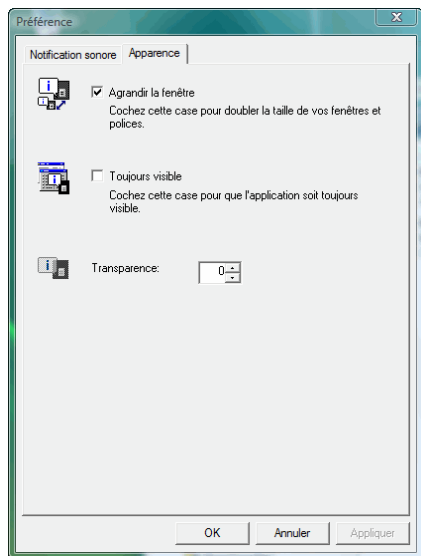 Préférence
Notification sonore Apparence
Agrandir la fenêtre
Cochez cette case pour doubler la taille de vos fenêtres et
polices.
Toujours visible
Cochez cette case pour que l'application soit toujours
visible.
Transparence: 0
OK Annuler Appliquer